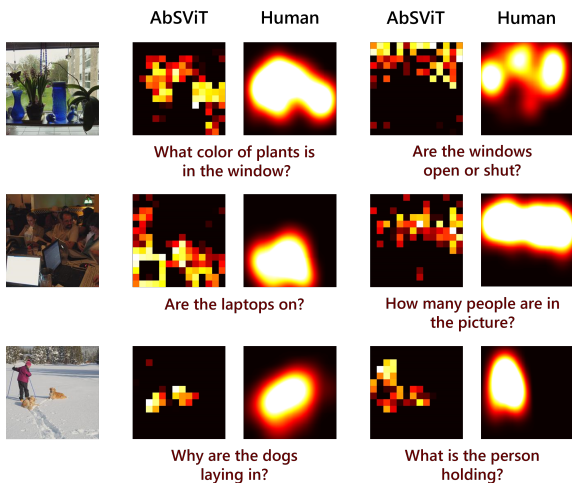 AbSViT Human AbSViT Human
What color of plants is
in the window?
Are the windows
open or shut?
Are the laptops on?
How many people are in
the picture?
Why are the dogs
laying in?
What is the person
holding?